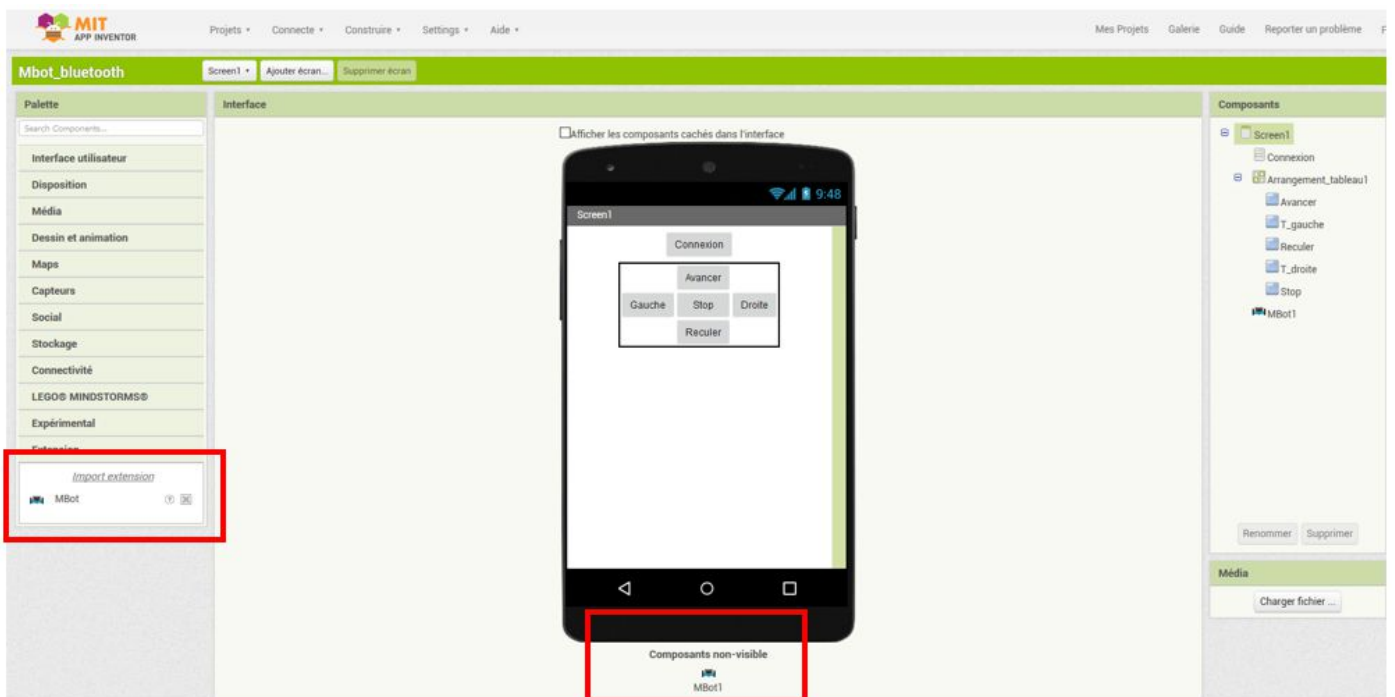 MIT
APP INVENTOR
Projets
Connecte
Construire
Settings
Aide
Mes Projets
Galerie
Guide
Reporter un problème
Mbot_bluetooth
Screen1
Ajouter écran...
Supprimer écran
Palette
Search Components...
Interface utilisateur
Disposition
Média
Dessin et animation
Maps
Capteurs
Social
Stockage
Connectivité
LEGO® MINDSTORMS®
Expérimental
Extension
Import extension
MBot
Interface
Afficher les composants cachés dans l'interface
9:48
Screen1
Connexion
Avancer
Gauche Stop Droite
Reculer
Composants non-visible
MBot1
Composants
Screen1
Connexion
Arrangement_tableau1
Avancer
T_gauche
Reculer
T_droite
Stop
MBot1
Renommer Supprimer
Média
Charger fichier ...